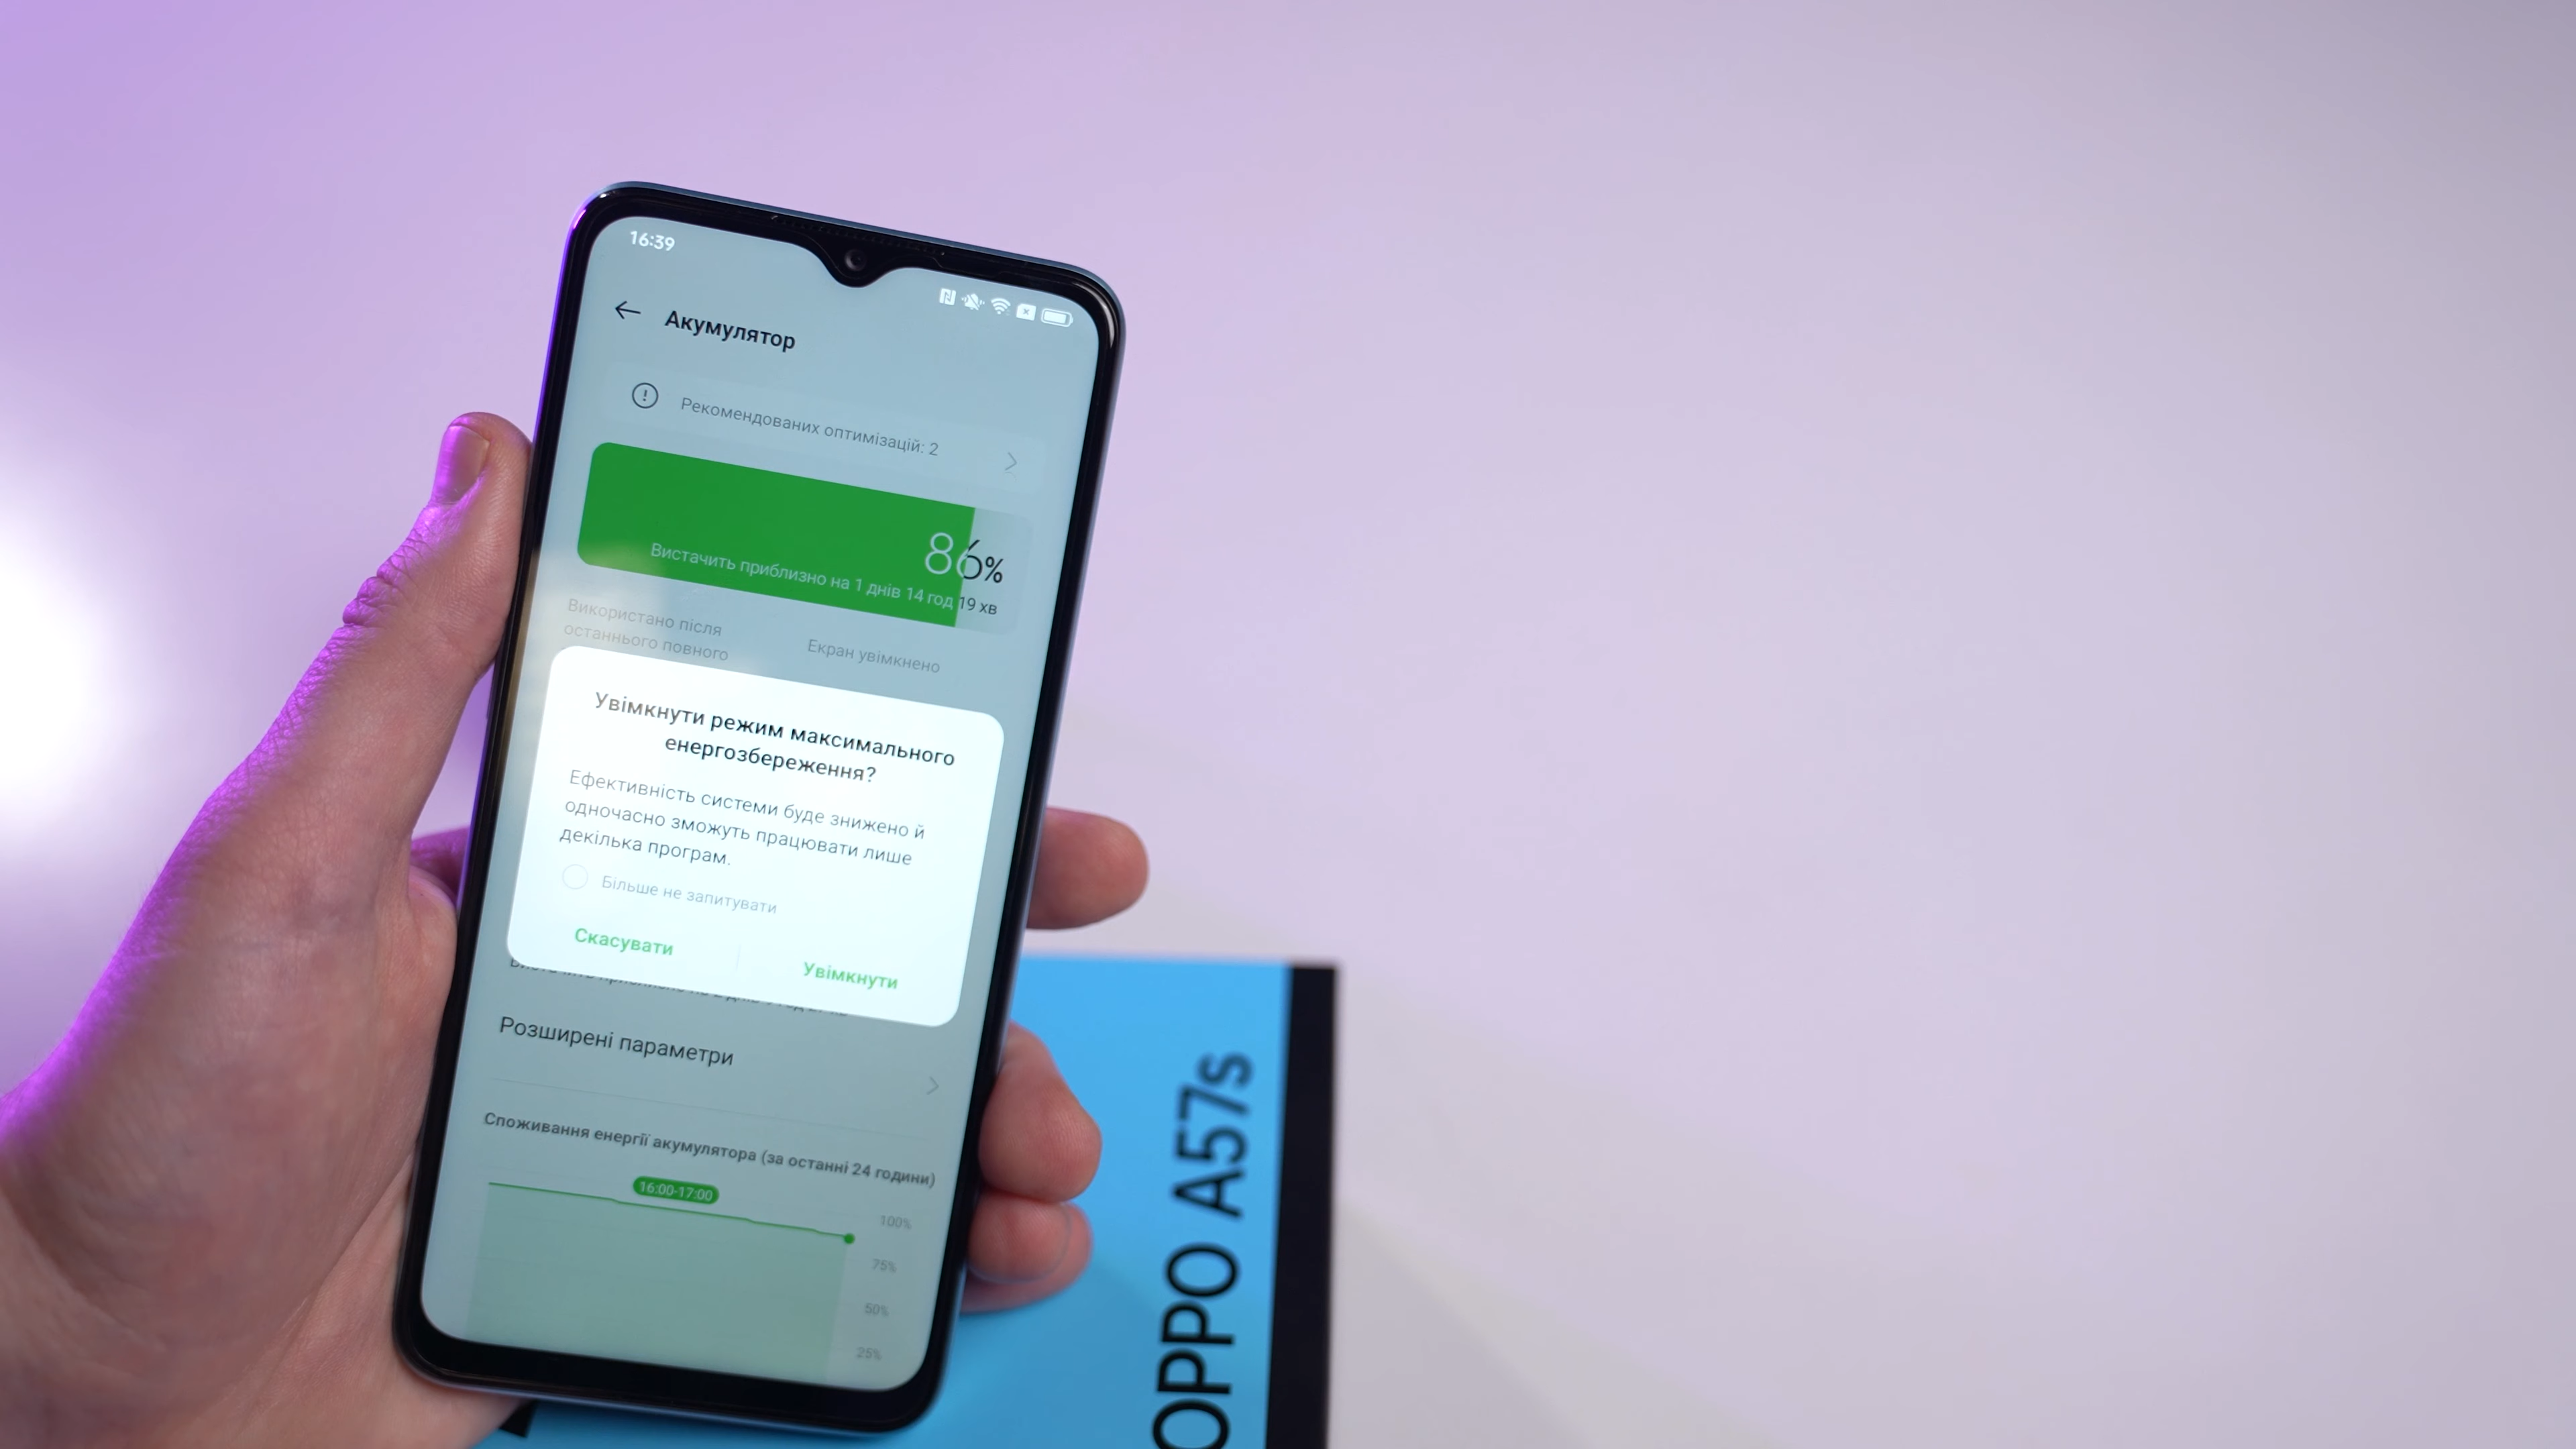 16:39
Акумулятор
Рекомендованих оптимізацій: 2
86%
Вистачить приблизно на 1 днів 14 год 19 хв
Використано після
останнього повного
Екран увімкнено
Увімкнути режим максимального
енергозбереження?
Ефективність системи буде знижено й
одночасно зможуть працювати лише
декілька програм.
Більше не запитувати
Скасувати
Увімкнути
Розширені параметри
Споживання енергії акумулятора (за останні 24 години)
16:00-17:00
100%
75%
50%
25%
OPPO A57s